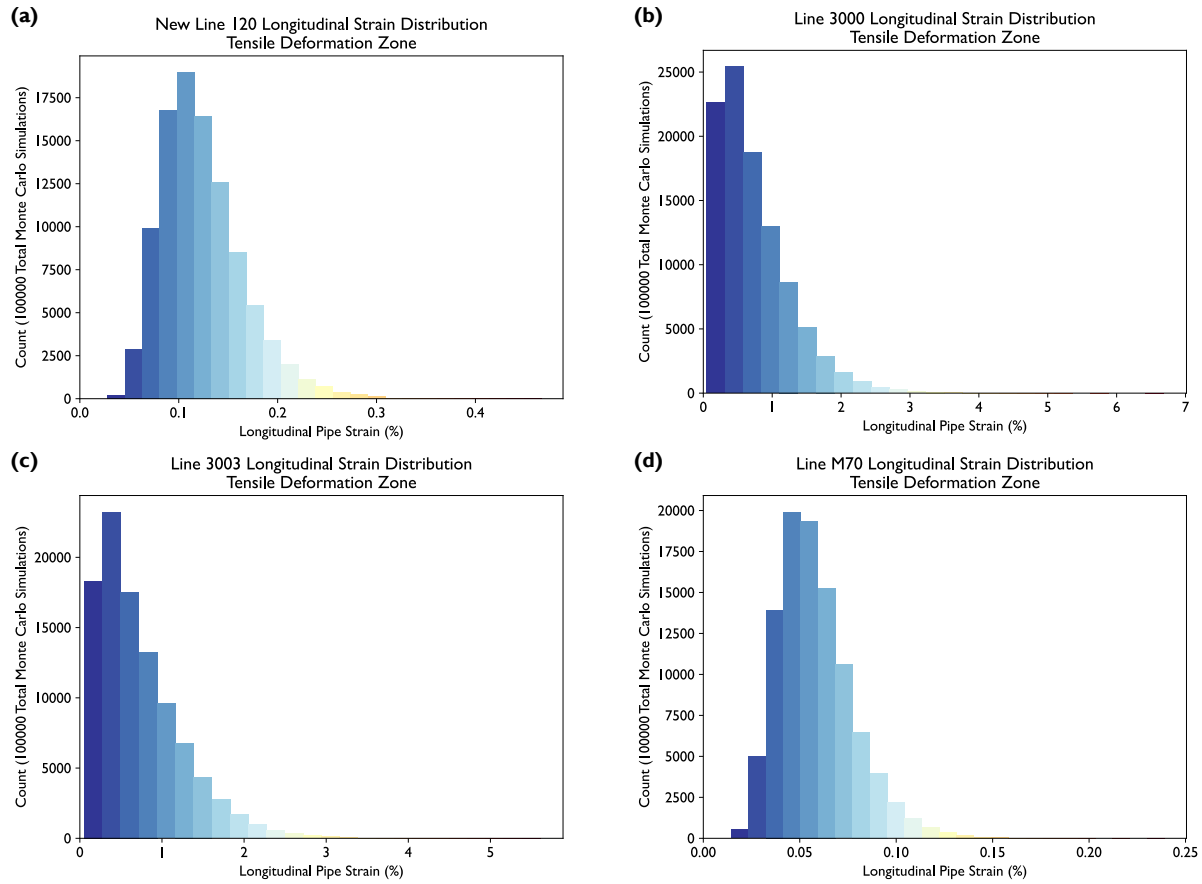 (a)
New Line 120 Longitudinal Strain Distribution
Tensile Deformation Zone
Count (100000 Total Monte Carlo Simulations)
17500
15000
12500
10000
7500
5000
2500
0
0.0 0.1 0.2 0.3 0.4
Longitudinal Pipe Strain (%)
(b)
Line 3000 Longitudinal Strain Distribution
Tensile Deformation Zone
Count (100000 Total Monte Carlo Simulations)
25000
20000
15000
10000
5000
0
0 1 2 3 4 5 6 7
Longitudinal Pipe Strain (%)
(c)
Line 3003 Longitudinal Strain Distribution
Tensile Deformation Zone
Count (100000 Total Monte Carlo Simulations)
20000
15000
10000
5000
0
0 1 2 3 4 5
Longitudinal Pipe Strain (%)
(d)
Line M70 Longitudinal Strain Distribution
Tensile Deformation Zone
Count (100000 Total Monte Carlo Simulations)
20000
17500
15000
12500
10000
7500
5000
2500
0
0.00 0.05 0.10 0.15 0.20 0.25
Longitudinal Pipe Strain (%)